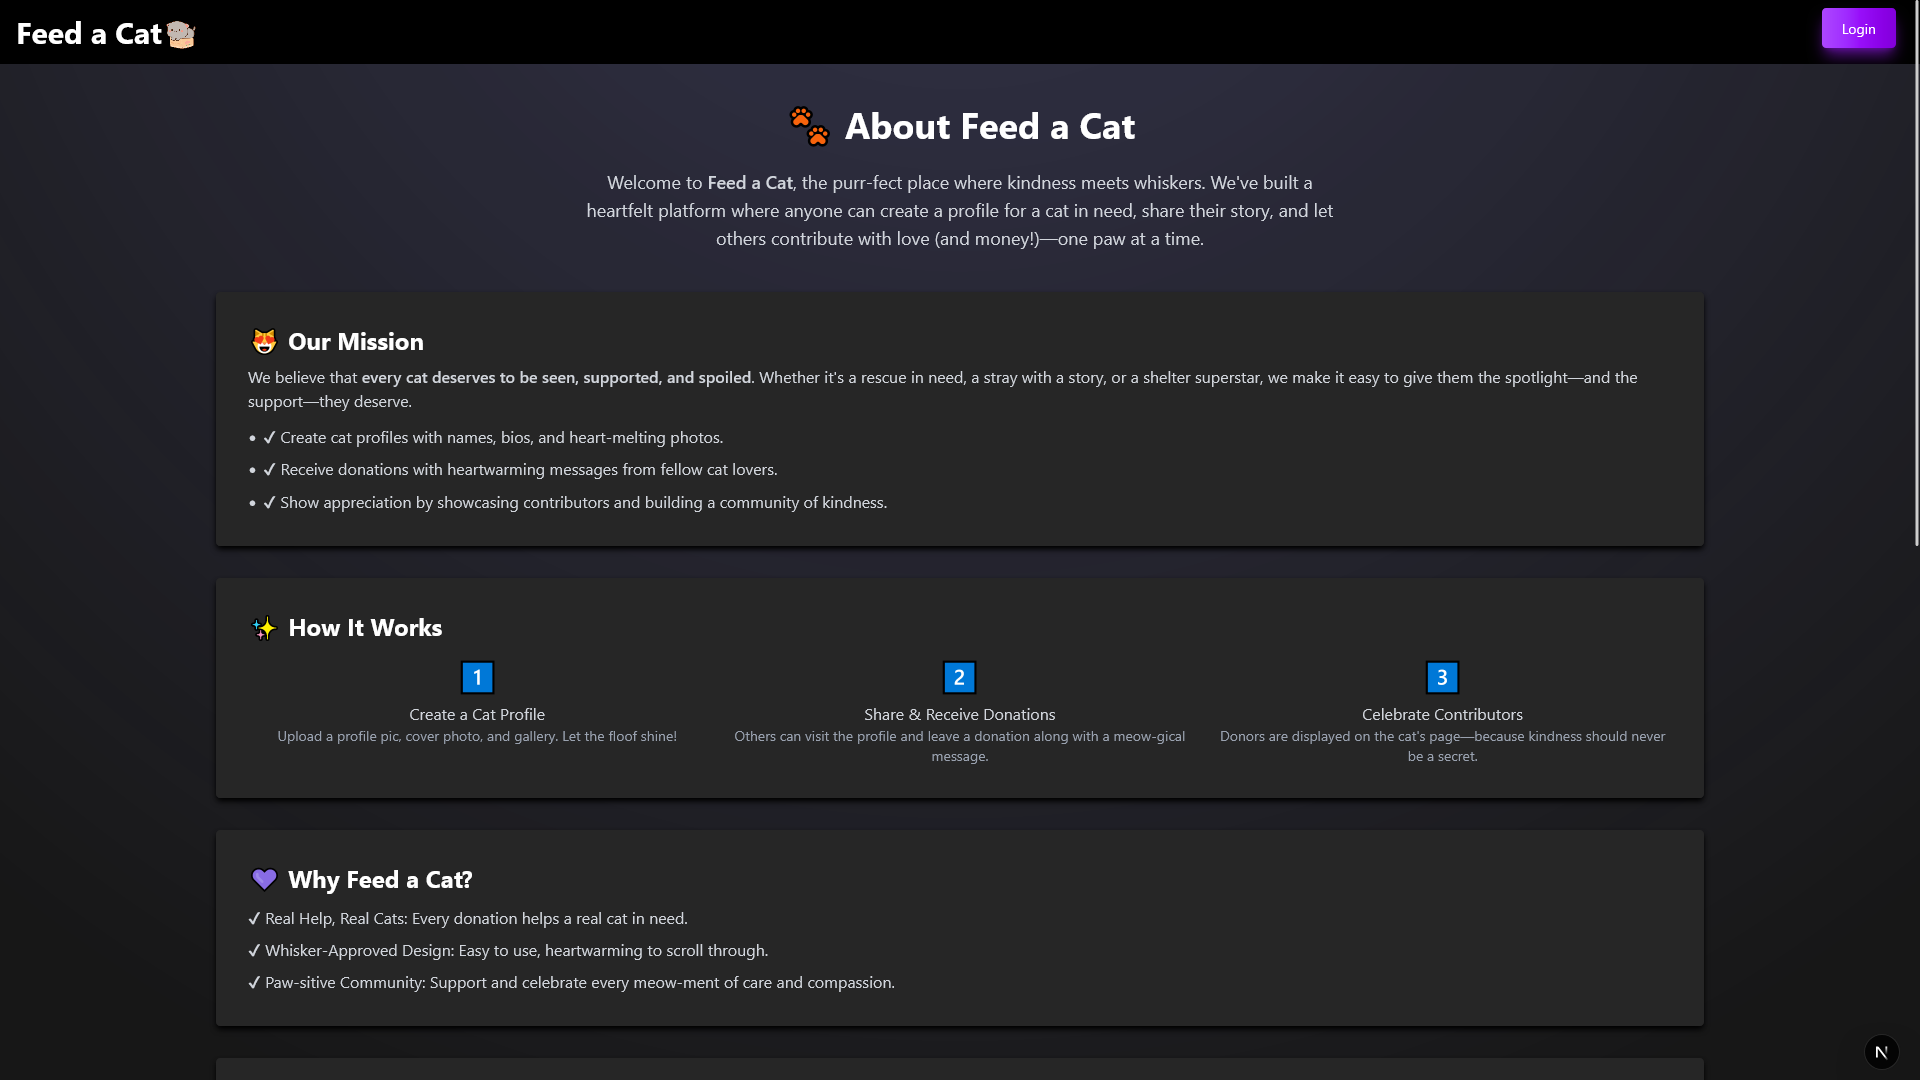 Feed a Cat
Login
About Feed a Cat
Welcome to Feed a Cat, the purr-fect place where kindness meets whiskers. We've built a
heartfelt platform where anyone can create a profile for a cat in need, share their story, and let
others contribute with love (and money!)—one paw at a time.
😻 Our Mission
We believe that every cat deserves to be seen, supported, and spoiled. Whether it's a rescue in need, a stray with a story, or a shelter superstar, we make it easy to give them the spotlight—and the
support—they deserve.
• ✓ Create cat profiles with names, bios, and heart-melting photos.
• ✓ Receive donations with heartwarming messages from fellow cat lovers.
• ✓ Show appreciation by showcasing contributors and building a community of kindness.
✨ How It Works
1
Create a Cat Profile
Upload a profile pic, cover photo, and gallery. Let the floof shine!
2
Share & Receive Donations
Others can visit the profile and leave a donation along with a meow-gical
message.
3
Celebrate Contributors
Donors are displayed on the cat's page—because kindness should never
be a secret.
💜 Why Feed a Cat?
✓ Real Help, Real Cats: Every donation helps a real cat in need.
✓ Whisker-Approved Design: Easy to use, heartwarming to scroll through.
✓ Paw-sitive Community: Support and celebrate every meow-ment of care and compassion.
N